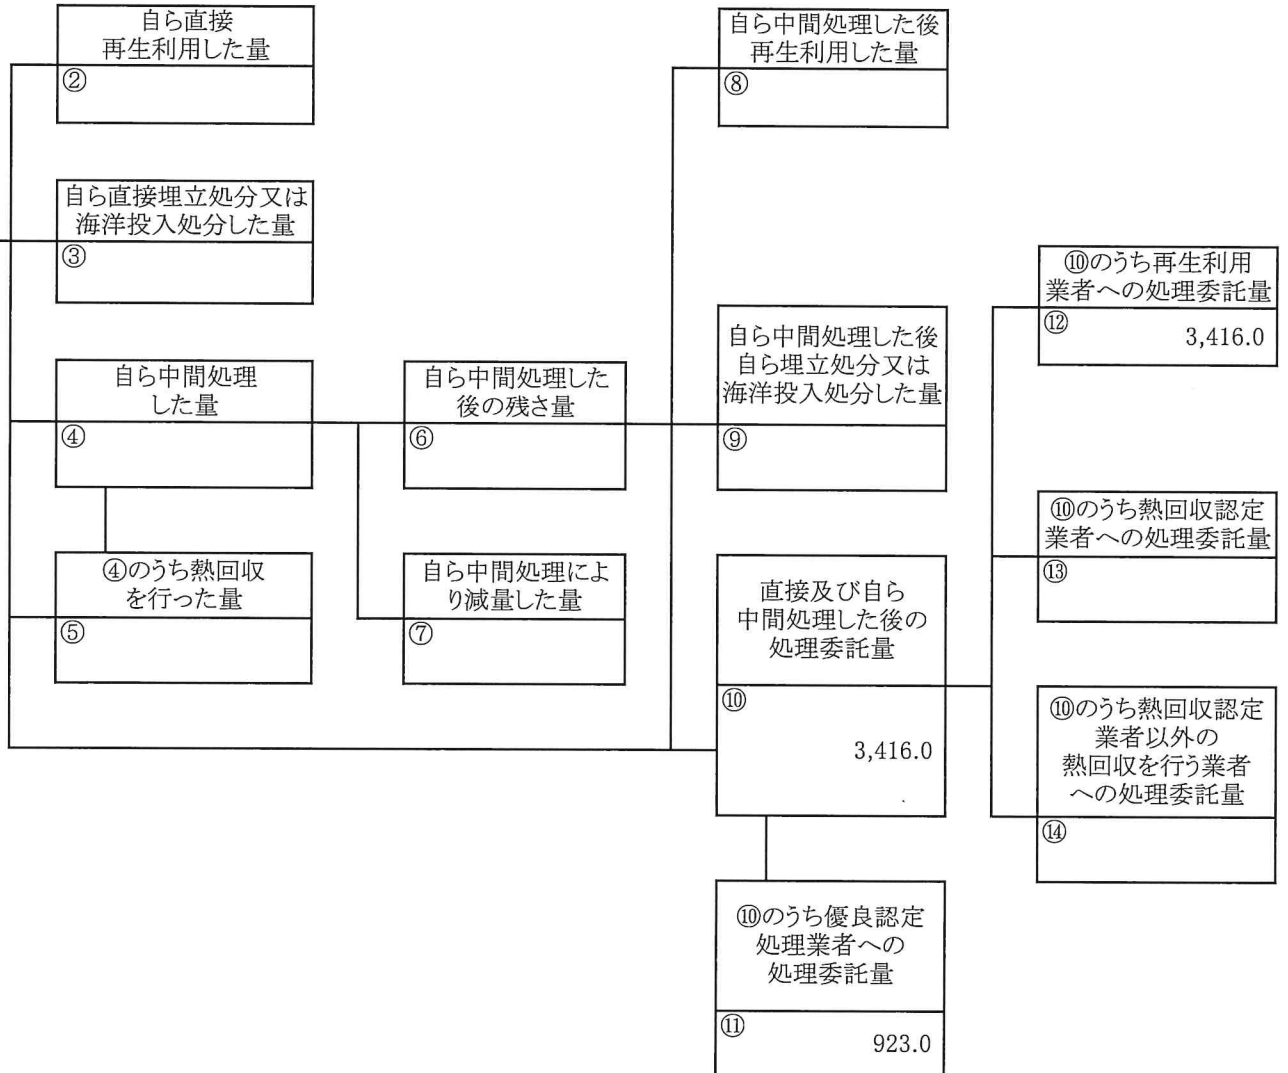 自ら直接
再生利用した量
②
自ら直接埋立処分又は
海洋投入処分した量
③
自ら中間処理
した量
④
④のうち熱回収
を行った量
⑤
自ら中間処理した
後の残さ量
⑥
自ら中間処理によ
り減量した量
⑦
自ら中間処理した後
再生利用した量
⑧
自ら中間処理した後
自ら埋立処分又は
海洋投入処分した量
⑨
直接及び自ら
中間処理した後の
処理委託量
⑩
3,416.0
⑩のうち優良認定
処理業者への
処理委託量
⑪
923.0
⑩のうち再生利用
業者への処理委託量
⑫
3,416.0
⑩のうち熱回収認定
業者への処理委託量
⑬
⑩のうち熱回収認定
業者以外の
熱回収を行う業者
への処理委託量
⑭